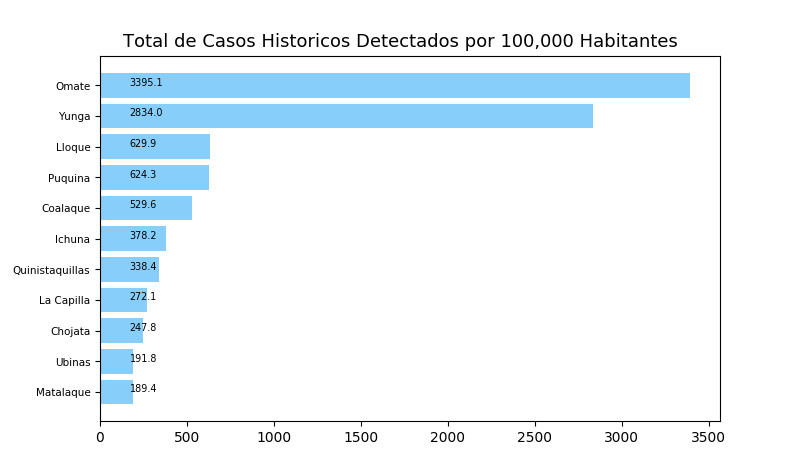 Total de Casos Historicos Detectados por 100,000 Habitantes
Omate 3395.1
Yunga 2834.0
Lloque 629.9
Puquina 624.3
Coalaque 529.6
Ichuna 378.2
Quinistaquillas 338.4
La Capilla 272.1
Chojata 247.8
Ubinas 191.8
Matalaque 189.4
0 500 1000 1500 2000 2500 3000 3500